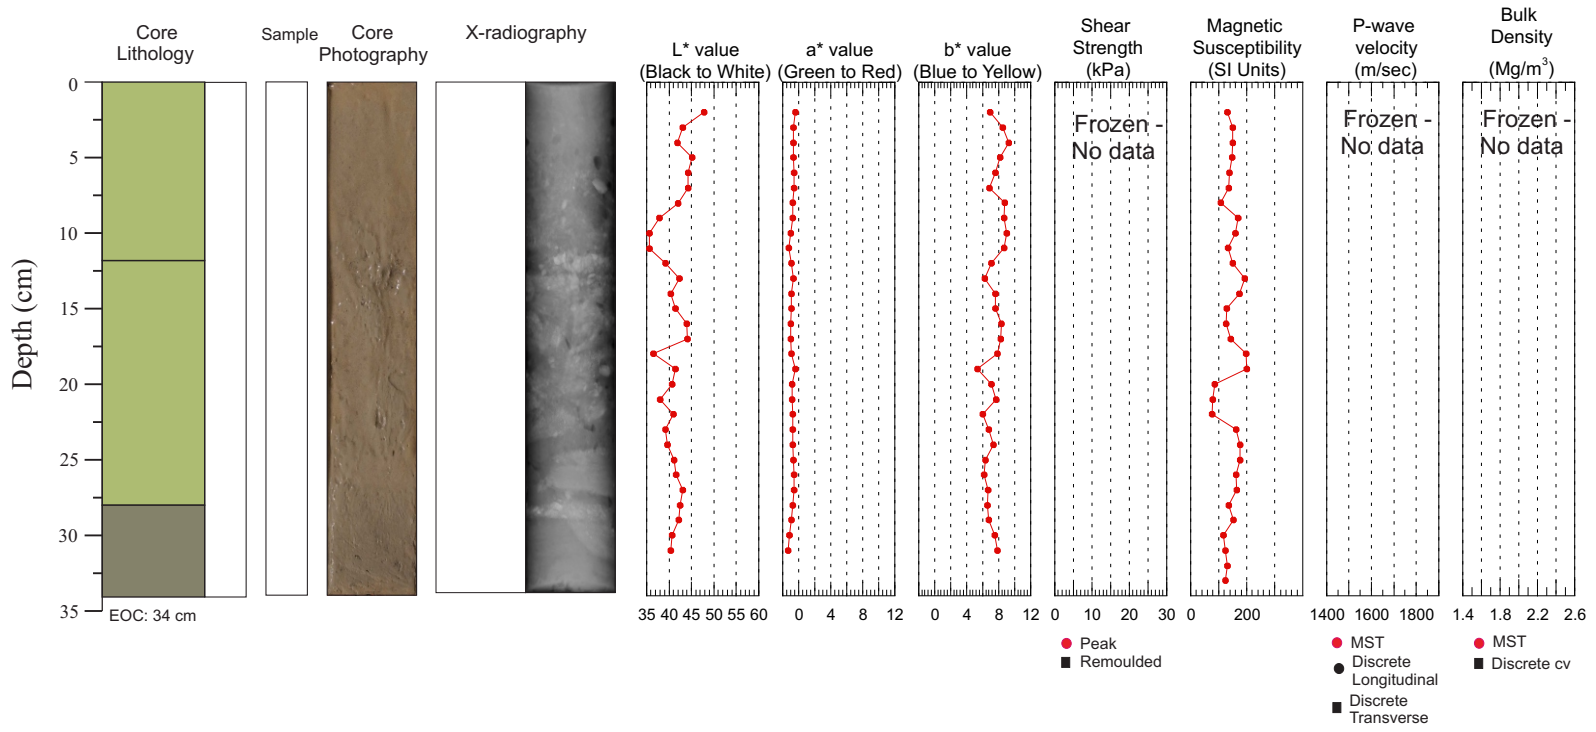 Core
Lithology
Sample
Core
Photography
X-radiography
L* value
(Black to White)
a* value
(Green to Red)
b* value
(Blue to Yellow)
Shear
Strength
(kPa)
Magnetic
Susceptibility
(SI Units)
P-wave
velocity
(m/sec)
Bulk
Density
(Mg/m³)
Depth (cm)
0
5
10
15
20
25
30
35
EOC: 34 cm
Frozen -
No data
Frozen -
No data
Frozen -
No data
35 40 45 50 55 60
0 4 8 12
0 4 8 12
0 10 20 30
0 200
1400 1600 1800
1.4 1.8 2.2 2.6
Peak
Remoulded
MST
Discrete
Longitudinal
Discrete
Transverse
MST
Discrete cv